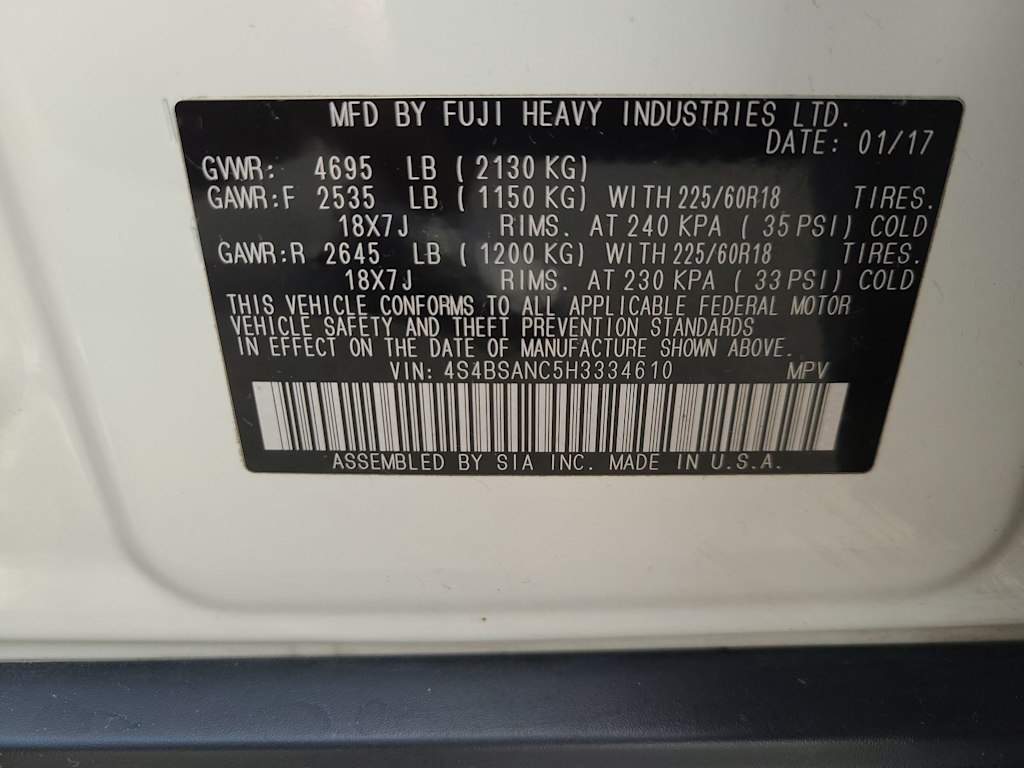 MFD BY FUJI HEAVY INDUSTRIES LTD.
DATE: 01/17
GVWR: 4695 LB ( 2130 KG)
GAWR:F 2535 LB ( 1150 KG) WITH 225/60R18 TIRES.
18X7J RIMS. AT 240 KPA ( 35 PSI) COLD
GAWR:R 2645 LB ( 1200 KG) WITH 225/60R18 TIRES.
18X7J RIMS. AT 230 KPA ( 33 PSI) COLD
THIS VEHICLE CONFORMS TO ALL APPLICABLE FEDERAL MOTOR
VEHICLE SAFETY AND THEFT PREVENTION STANDARDS
IN EFFECT ON THE DATE OF MANUFACTURE SHOWN ABOVE.
VIN: 4S4BSANC5H3334610 MPV
ASSEMBLED BY SIA INC. MADE IN U.S.A.